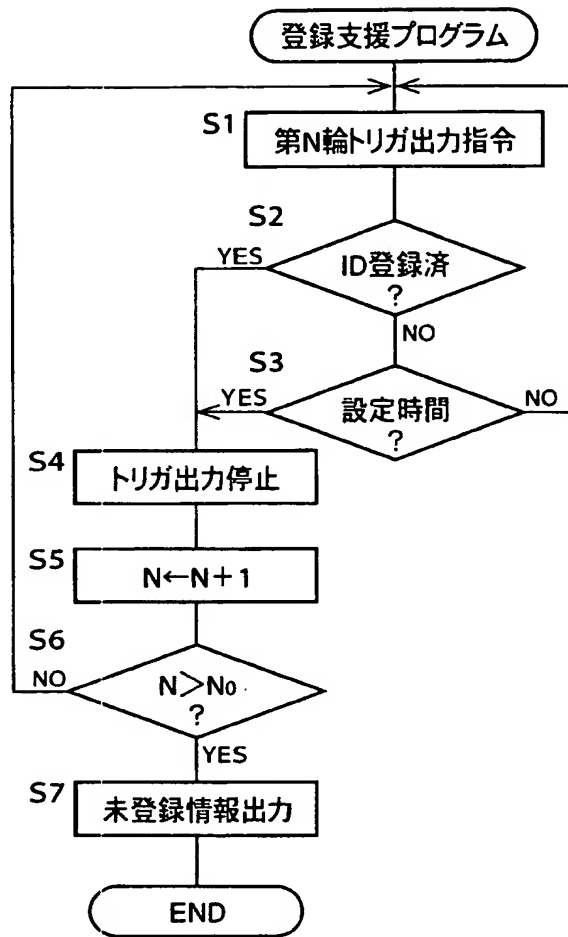 登録支援プログラム
S1
第N輪トリガ出力指令
S2
YES
ID登録済
?
NO
S3
YES
設定時間
?
NO
S4
トリガ出力停止
S5
N←N+1
S6
NO
N>N0
?
YES
S7
未登録情報出力
END